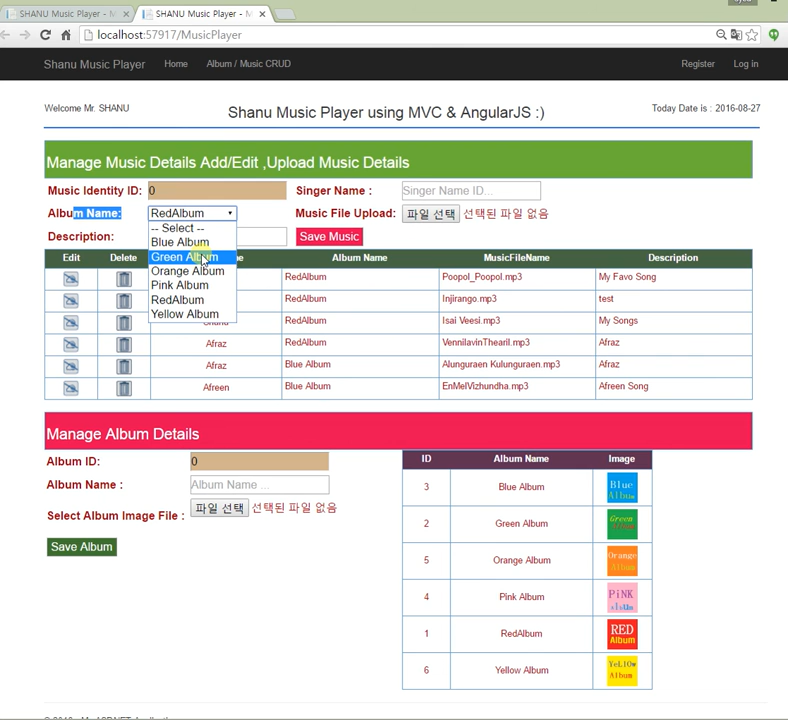 SHANU Music Player - M
SHANU Music Player - M
localhost:57917/MusicPlayer
Shanu Music Player Home Album / Music CRUD Register Log in
Welcome Mr. SHANU Shanu Music Player using MVC & AngularJS :) Today Date is : 2016-08-27
Manage Music Details Add/Edit ,Upload Music Details
Music Identity ID: 0 Singer Name : Singer Name ID...
Album Name: RedAlbum Music File Upload: 파일 선택 선택된 파일 없음
Description: Save Music
-- Select --
Blue Album
Green Album
Orange Album
Pink Album
RedAlbum
Yellow Album
Edit Delete Album Name MusicFileName Description
RedAlbum Poopol_Poopol.mp3 My Favo Song
RedAlbum Injirango.mp3 test
RedAlbum Isai Veesi.mp3 My Songs
Afraz RedAlbum VennilavinThearil.mp3 Afraz
Afraz Blue Album Alunguraen Kulunguraen.mp3 Afraz
Afreen Blue Album EnMelVizhundha.mp3 Afreen Song
Manage Album Details
Album ID: 0
Album Name : Album Name ...
Select Album Image File : 파일 선택 선택된 파일 없음
Save Album
ID Album Name Image
3 Blue Album Blue Album
2 Green Album Green
5 Orange Album Orange Album
4 Pink Album PiNK
1 RedAlbum RED Album
6 Yellow Album YeLlOw Album